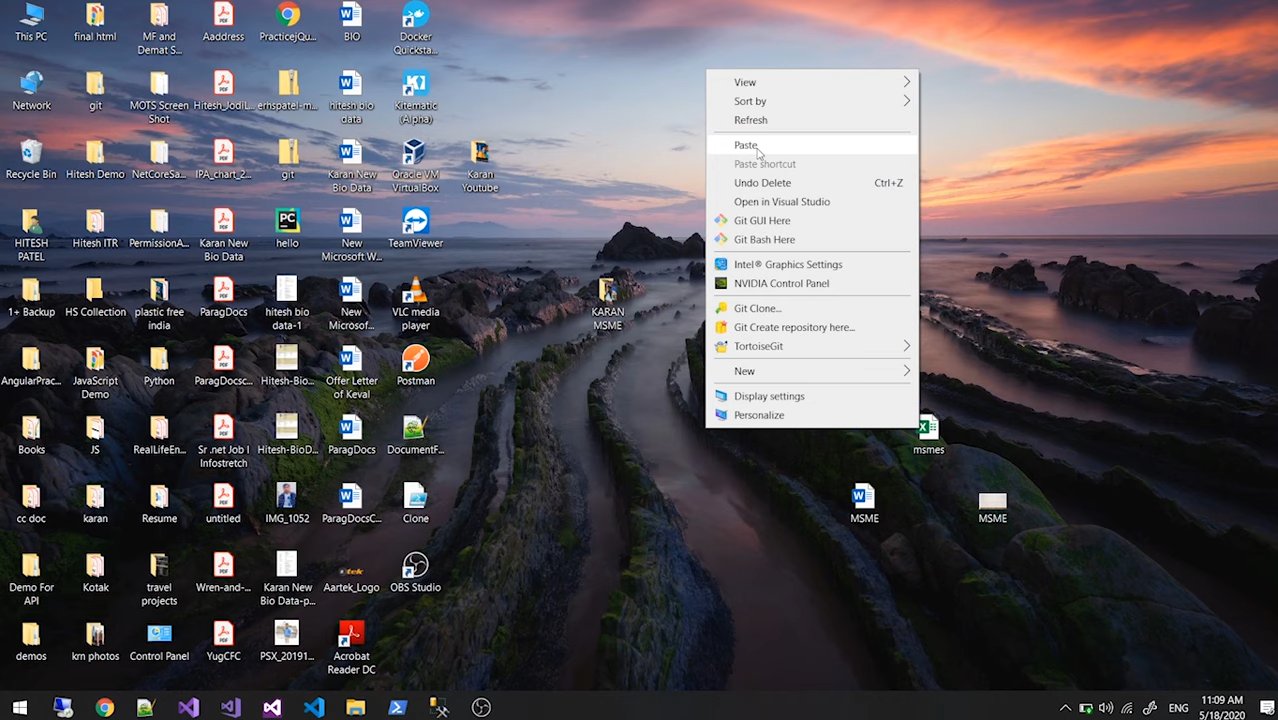 This PC
final html
MF and
Demat S...
Aaddress
PracticejQu...
BIO
Docker
Quicksta...
Network
git
MOTS Screen
Shot
Hitesh_JodiL...
ernspatel-m...
hitesh bio
data
Kitematic
(Alpha)
Recycle Bin
Hitesh Demo
NetCoreSa...
IPA_chart_2...
git
Karan New
Bio Data
Oracle VM
VirtualBox
Karan
Youtube
HITESH
PATEL
Hitesh ITR
PermissionA...
Karan New
Bio Data
hello
New
Microsoft W...
TeamViewer
1+ Backup
HS Collection
plastic free
india
ParagDocs
hitesh bio
data-1
New
Microsof...
VLC media
player
KARAN
MSME
AngularPrac...
JavaScript
Demo
Python
ParagDocsc...
Hitesh-Bio...
Offer Letter
of Keval
Postman
Books
JS
RealLifeEn...
Sr .net Job I
Infostretch
Hitesh-BioD...
ParagDocs
DocumentF...
msmes
cc doc
karan
Resume
untitled
IMG_1052
ParagDocsC...
Clone
MSME
MSME
Demo For
API
Kotak
travel
projects
Wren-and-...
Karan New
Bio Data-p...
Aartek_Logo
OBS Studio
demos
krn photos
Control Panel
YugCFC
PSX_20191...
Acrobat
Reader DC
View
Sort by
Refresh
Paste
Paste shortcut
Undo Delete Ctrl+Z
Open in Visual Studio
Git GUI Here
Git Bash Here
Intel® Graphics Settings
NVIDIA Control Panel
Git Clone...
Git Create repository here...
TortoiseGit
New
Display settings
Personalize
ENG
11:09 AM
5/18/2020